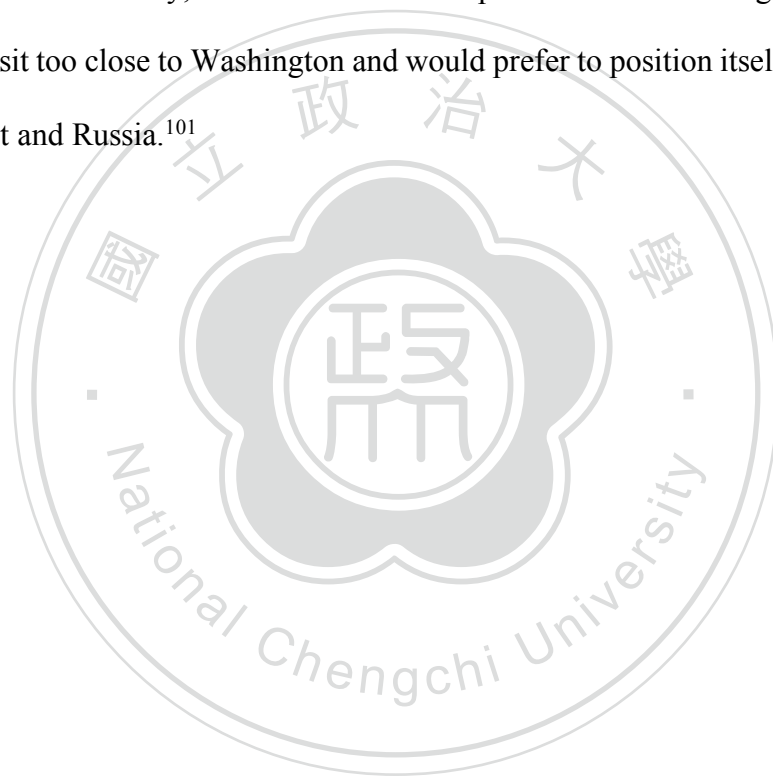 sit too close to Washington and would prefer to position itsel
t and Russia.101
國立政治大學
政
National Chengchi University